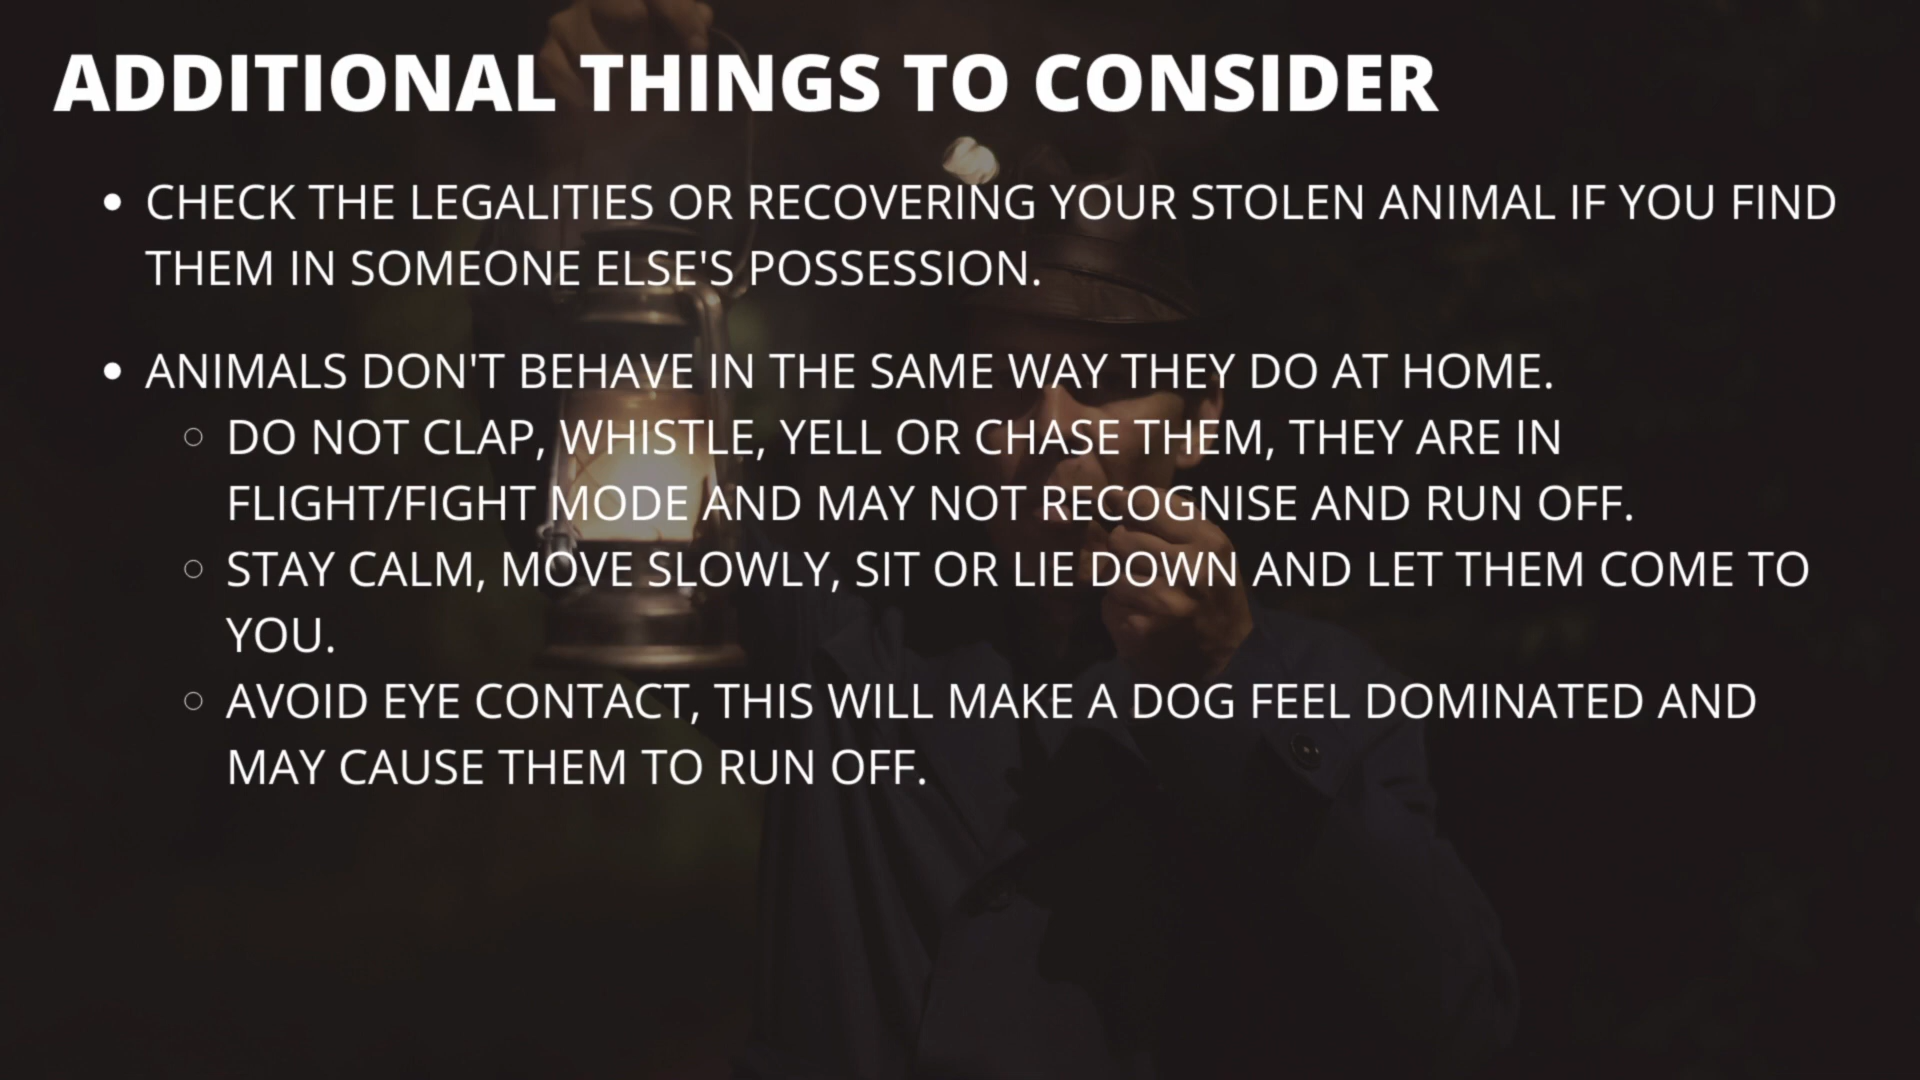 ADDITIONAL THINGS TO CONSIDER
• CHECK THE LEGALITIES OR RECOVERING YOUR STOLEN ANIMAL IF YOU FIND
THEM IN SOMEONE ELSE'S POSSESSION.
• ANIMALS DON'T BEHAVE IN THE SAME WAY THEY DO AT HOME.
○ DO NOT CLAP, WHISTLE, YELL OR CHASE THEM, THEY ARE IN
FLIGHT/FIGHT MODE AND MAY NOT RECOGNISE AND RUN OFF.
○ STAY CALM, MOVE SLOWLY, SIT OR LIE DOWN AND LET THEM COME TO
YOU.
○ AVOID EYE CONTACT, THIS WILL MAKE A DOG FEEL DOMINATED AND
MAY CAUSE THEM TO RUN OFF.